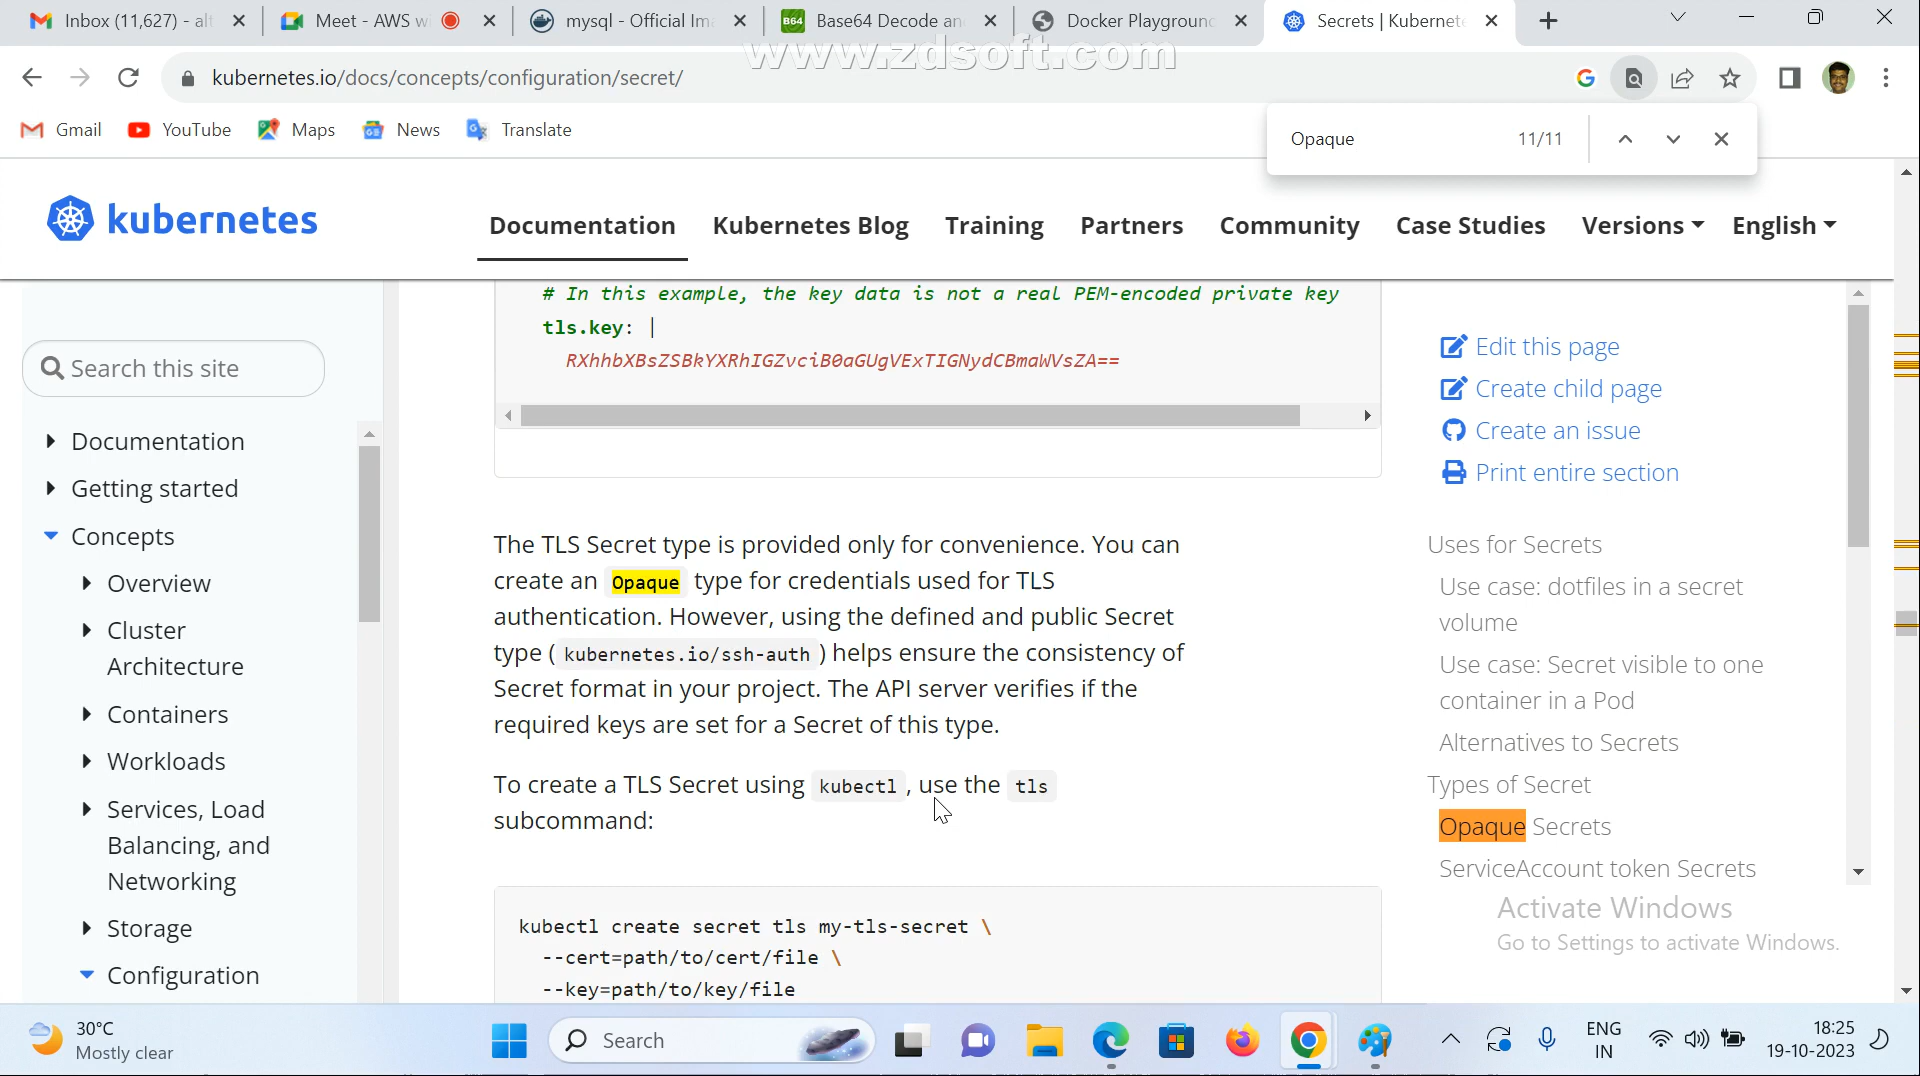 Inbox (11,627) - al
Meet - AWS w
mysql - Official Im
Base64 Decode an
Docker Playground
Secrets | Kubernete
www.zdsoft.com
kubernetes.io/docs/concepts/configuration/secret/
Gmail
YouTube
Maps
News
Translate
Opaque 11/11
kubernetes
Documentation
Kubernetes Blog
Training
Partners
Community
Case Studies
Versions
English
Search this site
Documentation
Getting started
Concepts
Overview
Cluster
Architecture
Containers
Workloads
Services, Load
Balancing, and
Networking
Storage
Configuration
# In this example, the key data is not a real PEM-encoded private key
tls.key: |
RXhhbXBsZSBkYXRhIGZvciB0aGUgVExTIGNydCBmaWVsZA==
The TLS Secret type is provided only for convenience. You can
create an Opaque type for credentials used for TLS
authentication. However, using the defined and public Secret
type ( kubernetes.io/ssh-auth ) helps ensure the consistency of
Secret format in your project. The API server verifies if the
required keys are set for a Secret of this type.
To create a TLS Secret using kubectl , use the tls
subcommand:
kubectl create secret tls my-tls-secret \
--cert=path/to/cert/file \
--key=path/to/key/file
Edit this page
Create child page
Create an issue
Print entire section
Uses for Secrets
Use case: dotfiles in a secret
volume
Use case: Secret visible to one
container in a Pod
Alternatives to Secrets
Types of Secret
Opaque Secrets
ServiceAccount token Secrets
Activate Windows
Go to Settings to activate Windows.
30°C
Mostly clear
Search
ENG
IN
18:25
19-10-2023